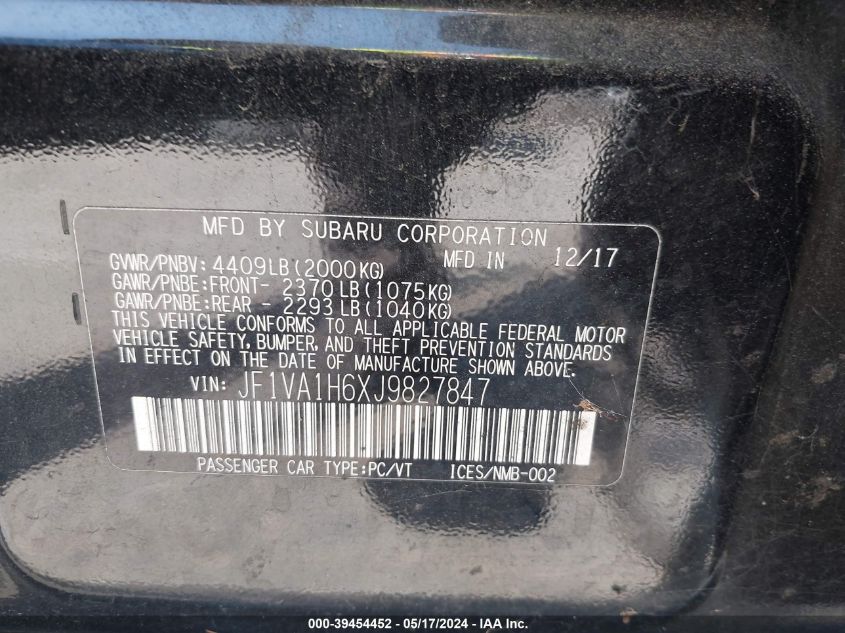 MFD BY SUBARU CORPORATION
GVWR/PNBV: 4409LB(2000KG) MFD IN 12/17
GAWR/PNBE:FRONT- 2370LB(1075KG)
GAWR/PNBE:REAR - 2293LB(1040KG)
THIS VEHICLE CONFORMS TO ALL APPLICABLE FEDERAL MOTOR
VEHICLE SAFETY, BUMPER, AND THEFT PREVENTION STANDARDS
IN EFFECT ON THE DATE OF MANUFACTURE SHOWN ABOVE.
VIN: JF1VA1H6XJ9827847
PASSENGER CAR TYPE:PC/VT ICES/NMB-002
000-39454452 - 05/17/2024 - IAA Inc.